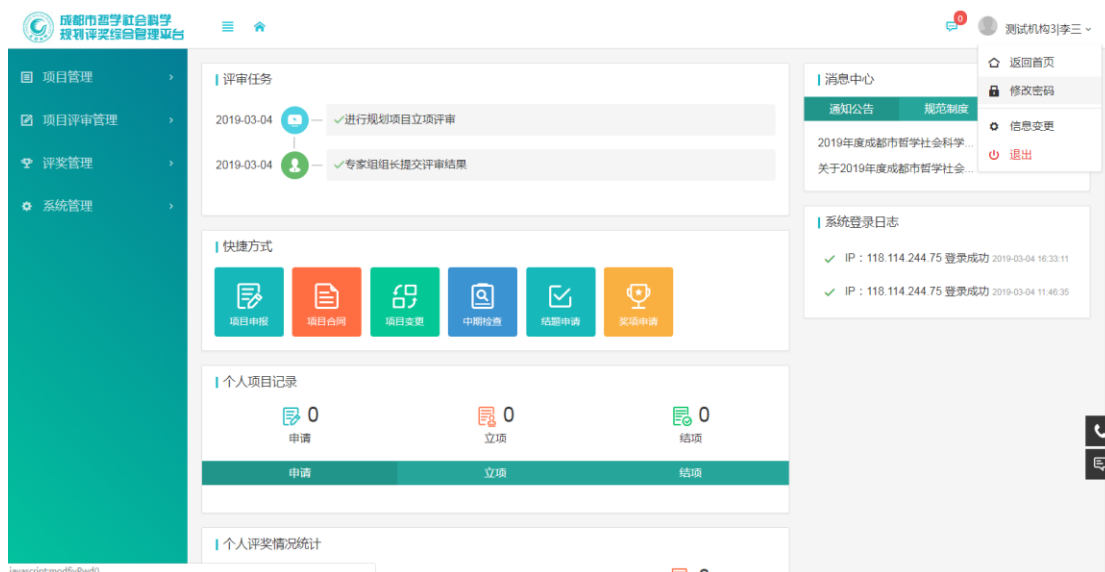 成都市哲学社会科学
规划评奖综合管理平台
0
测试机构3|李三
返回首页
修改密码
信息变更
退出
项目管理
项目评审管理
评奖管理
系统管理
评审任务
2019-03-04
进行规划项目立项评审
2019-03-04
专家组组长提交评审结果
消息中心
通知公告 规范制度
2019年度成都市哲学社会科学...
关于2019年度成都市哲学社会...
系统登录日志
IP：118.114.244.75 登录成功 2019-03-04 16:33:11
IP：118.114.244.75 登录成功 2019-03-04 11:46:35
快捷方式
项目申报 项目合同 项目变更 中期检查 结题申请 奖项申请
个人项目记录
0 0 0
申请 立项 结项
申请 立项 结项
个人评奖情况统计